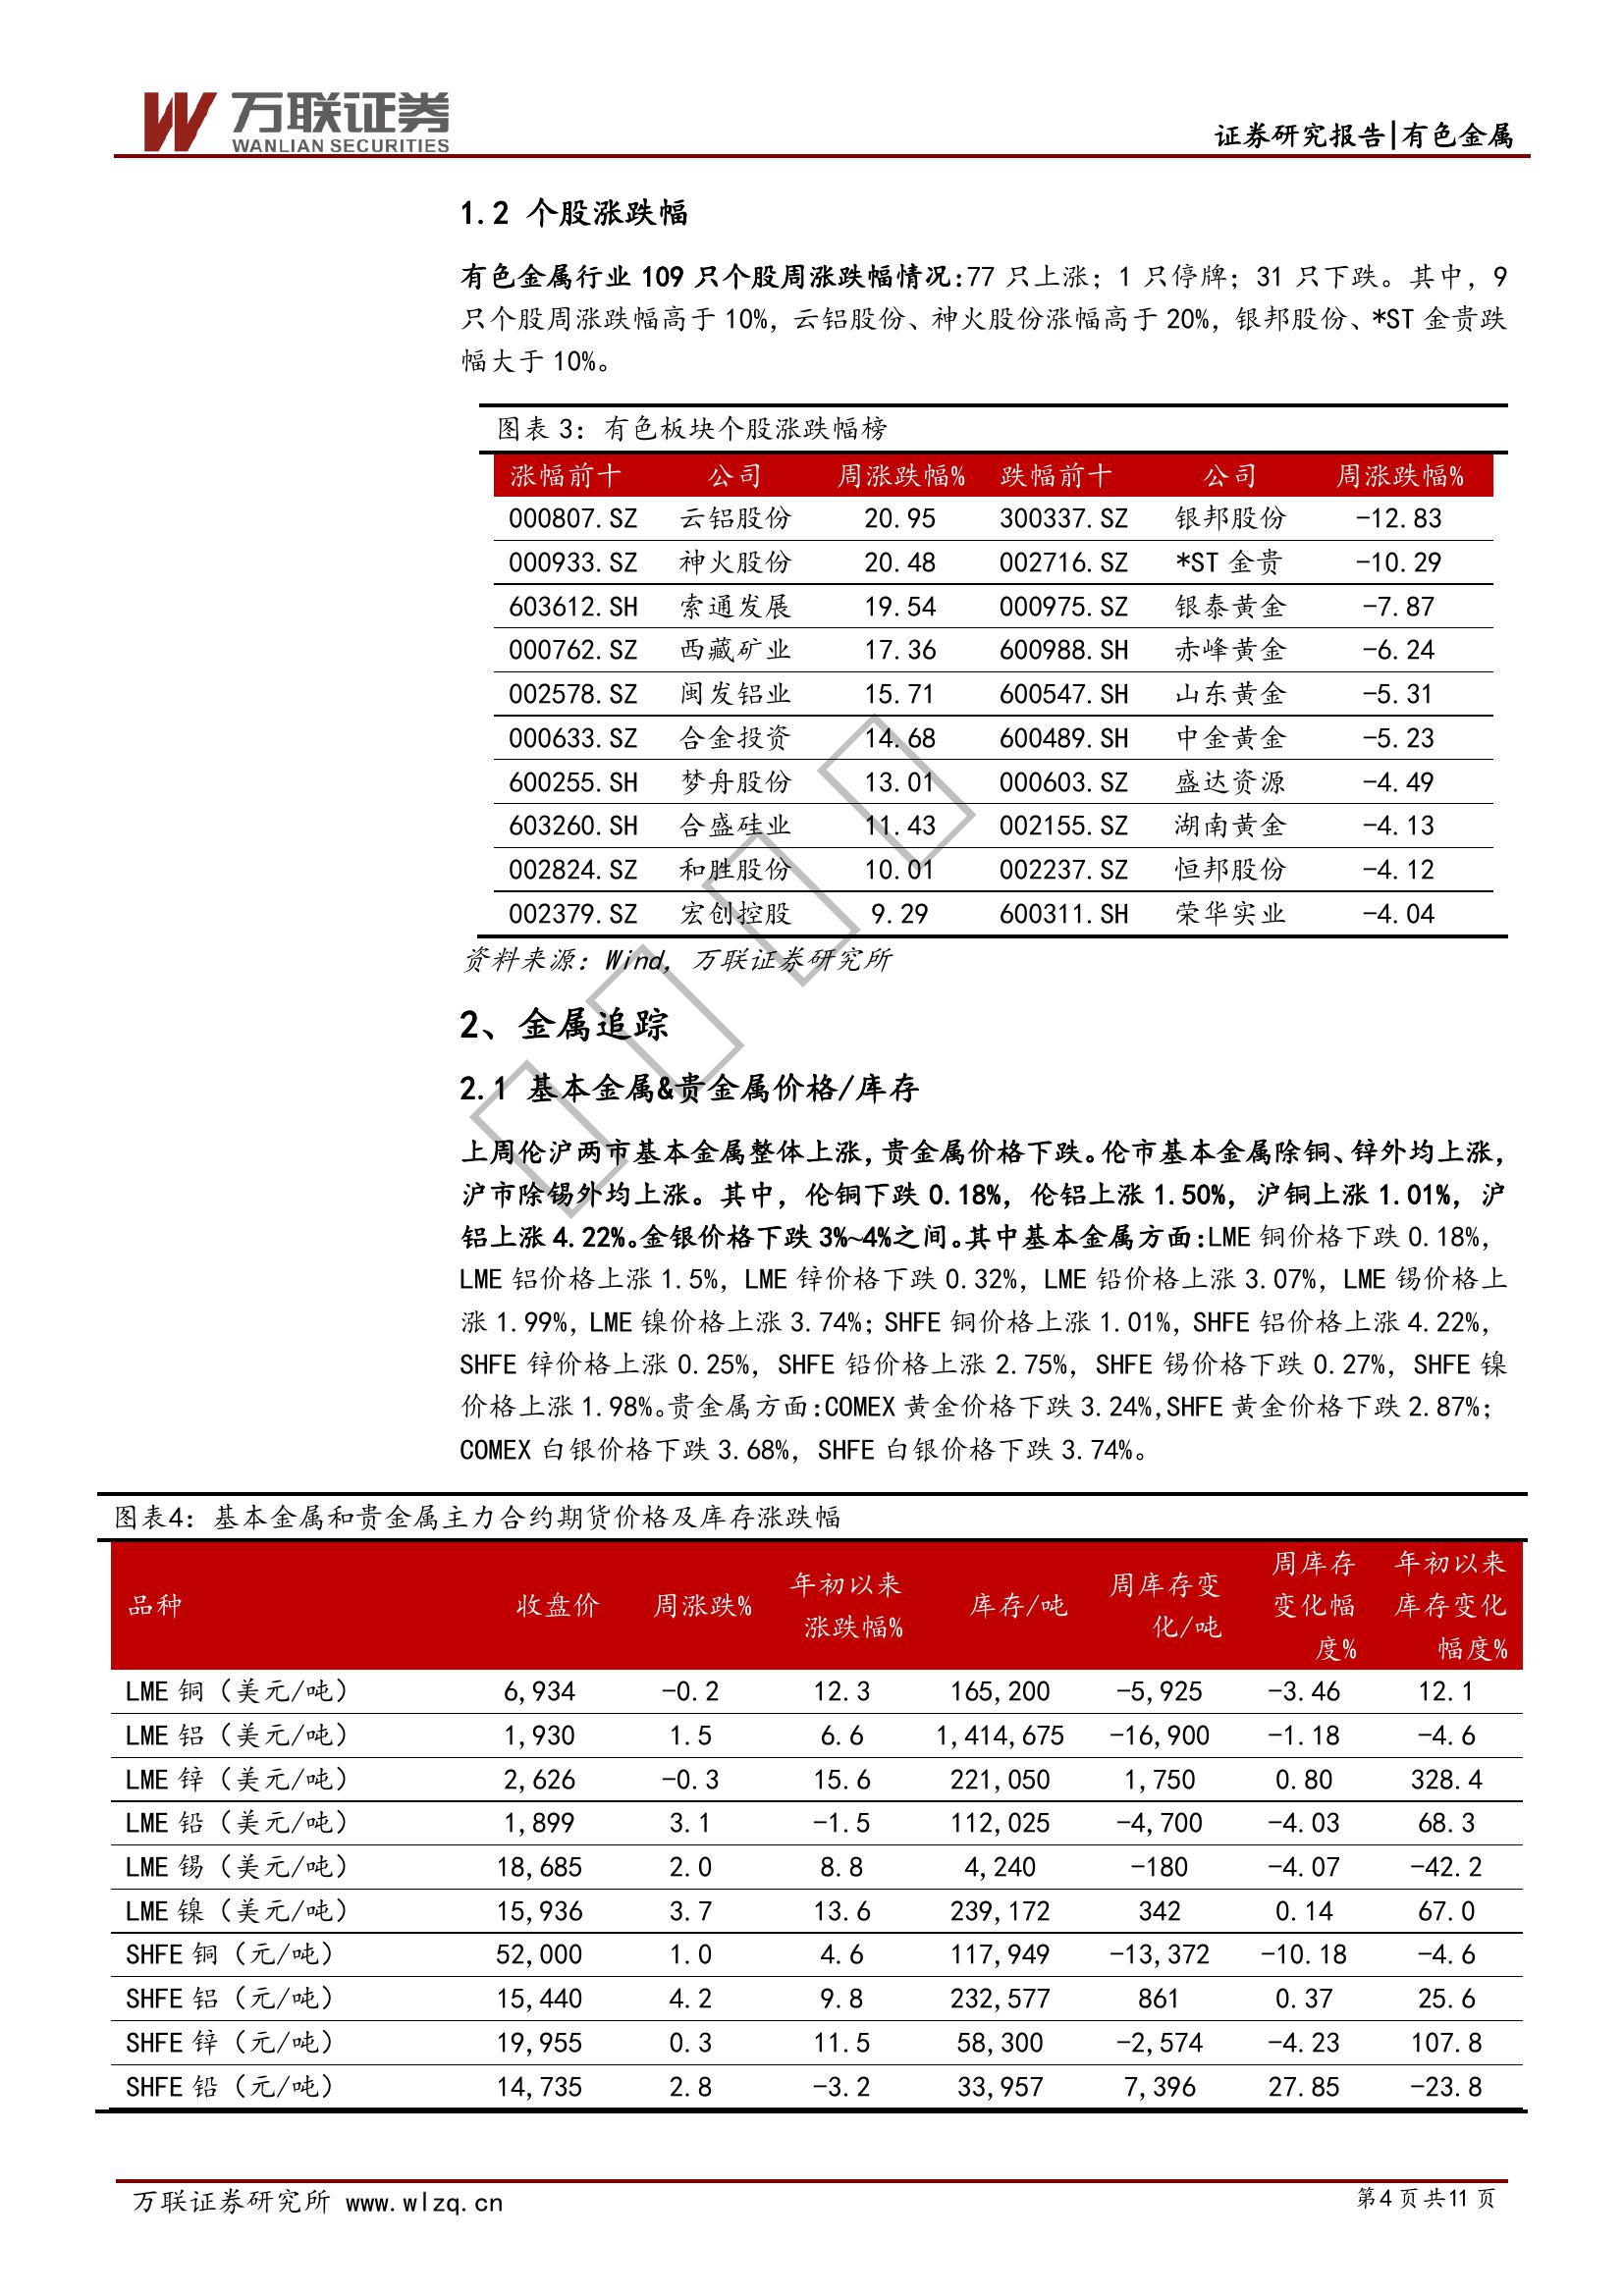 万联证券
WANLIAN SECURITIES
证券研究报告|有色金属
1.2 个股涨跌幅
有色金属行业 109 只个股周涨跌幅情况:77 只上涨；1 只停牌；31 只下跌。其中，9
只个股周涨跌幅高于 10%，云铝股份、神火股份涨幅高于 20%，银邦股份、*ST 金贵跌
幅大于 10%。
图表 3：有色板块个股涨跌幅榜
涨幅前十 公司 周涨跌幅% 跌幅前十 公司 周涨跌幅%
000807.SZ 云铝股份 20.95 300337.SZ 银邦股份 -12.83
000933.SZ 神火股份 20.48 002716.SZ *ST 金贵 -10.29
603612.SH 索通发展 19.54 000975.SZ 银泰黄金 -7.87
000762.SZ 西藏矿业 17.36 600988.SH 赤峰黄金 -6.24
002578.SZ 闽发铝业 15.71 600547.SH 山东黄金 -5.31
000633.SZ 合金投资 14.68 600489.SH 中金黄金 -5.23
600255.SH 梦舟股份 13.01 000603.SZ 盛达资源 -4.49
603260.SH 合盛硅业 11.43 002155.SZ 湖南黄金 -4.13
002824.SZ 和胜股份 10.01 002237.SZ 恒邦股份 -4.12
002379.SZ 宏创控股 9.29 600311.SH 荣华实业 -4.04
资料来源：Wind，万联证券研究所
2、金属追踪
2.1 基本金属&贵金属价格/库存
上周伦沪两市基本金属整体上涨，贵金属价格下跌。伦市基本金属除铜、锌外均上涨，
沪市除锡外均上涨。其中，伦铜下跌 0.18%，伦铝上涨 1.50%，沪铜上涨 1.01%，沪
铝上涨 4.22%。金银价格下跌 3%~4%之间。其中基本金属方面:LME 铜价格下跌 0.18%，
LME 铝价格上涨 1.5%，LME 锌价格下跌 0.32%，LME 铅价格上涨 3.07%，LME 锡价格上
涨 1.99%，LME 镍价格上涨 3.74%；SHFE 铜价格上涨 1.01%，SHFE 铝价格上涨 4.22%，
SHFE 锌价格上涨 0.25%，SHFE 铅价格上涨 2.75%，SHFE 锡价格下跌 0.27%，SHFE 镍
价格上涨 1.98%。贵金属方面:COMEX 黄金价格下跌 3.24%,SHFE 黄金价格下跌 2.87%；
COMEX 白银价格下跌 3.68%，SHFE 白银价格下跌 3.74%。
图表4：基本金属和贵金属主力合约期货价格及库存涨跌幅
品种 收盘价 周涨跌% 年初以来涨跌幅% 库存/吨 周库存变化/吨 周库存变化幅度% 年初以来库存变化幅度%
LME 铜（美元/吨） 6,934 -0.2 12.3 165,200 -5,925 -3.46 12.1
LME 铝（美元/吨） 1,930 1.5 6.6 1,414,675 -16,900 -1.18 -4.6
LME 锌（美元/吨） 2,626 -0.3 15.6 221,050 1,750 0.80 328.4
LME 铅（美元/吨） 1,899 3.1 -1.5 112,025 -4,700 -4.03 68.3
LME 锡（美元/吨） 18,685 2.0 8.8 4,240 -180 -4.07 -42.2
LME 镍（美元/吨） 15,936 3.7 13.6 239,172 342 0.14 67.0
SHFE 铜（元/吨） 52,000 1.0 4.6 117,949 -13,372 -10.18 -4.6
SHFE 铝（元/吨） 15,440 4.2 9.8 232,577 861 0.37 25.6
SHFE 锌（元/吨） 19,955 0.3 11.5 58,300 -2,574 -4.23 107.8
SHFE 铅（元/吨） 14,735 2.8 -3.2 33,957 7,396 27.85 -23.8
万联证券研究所 www.wlzq.cn
第4页共11页